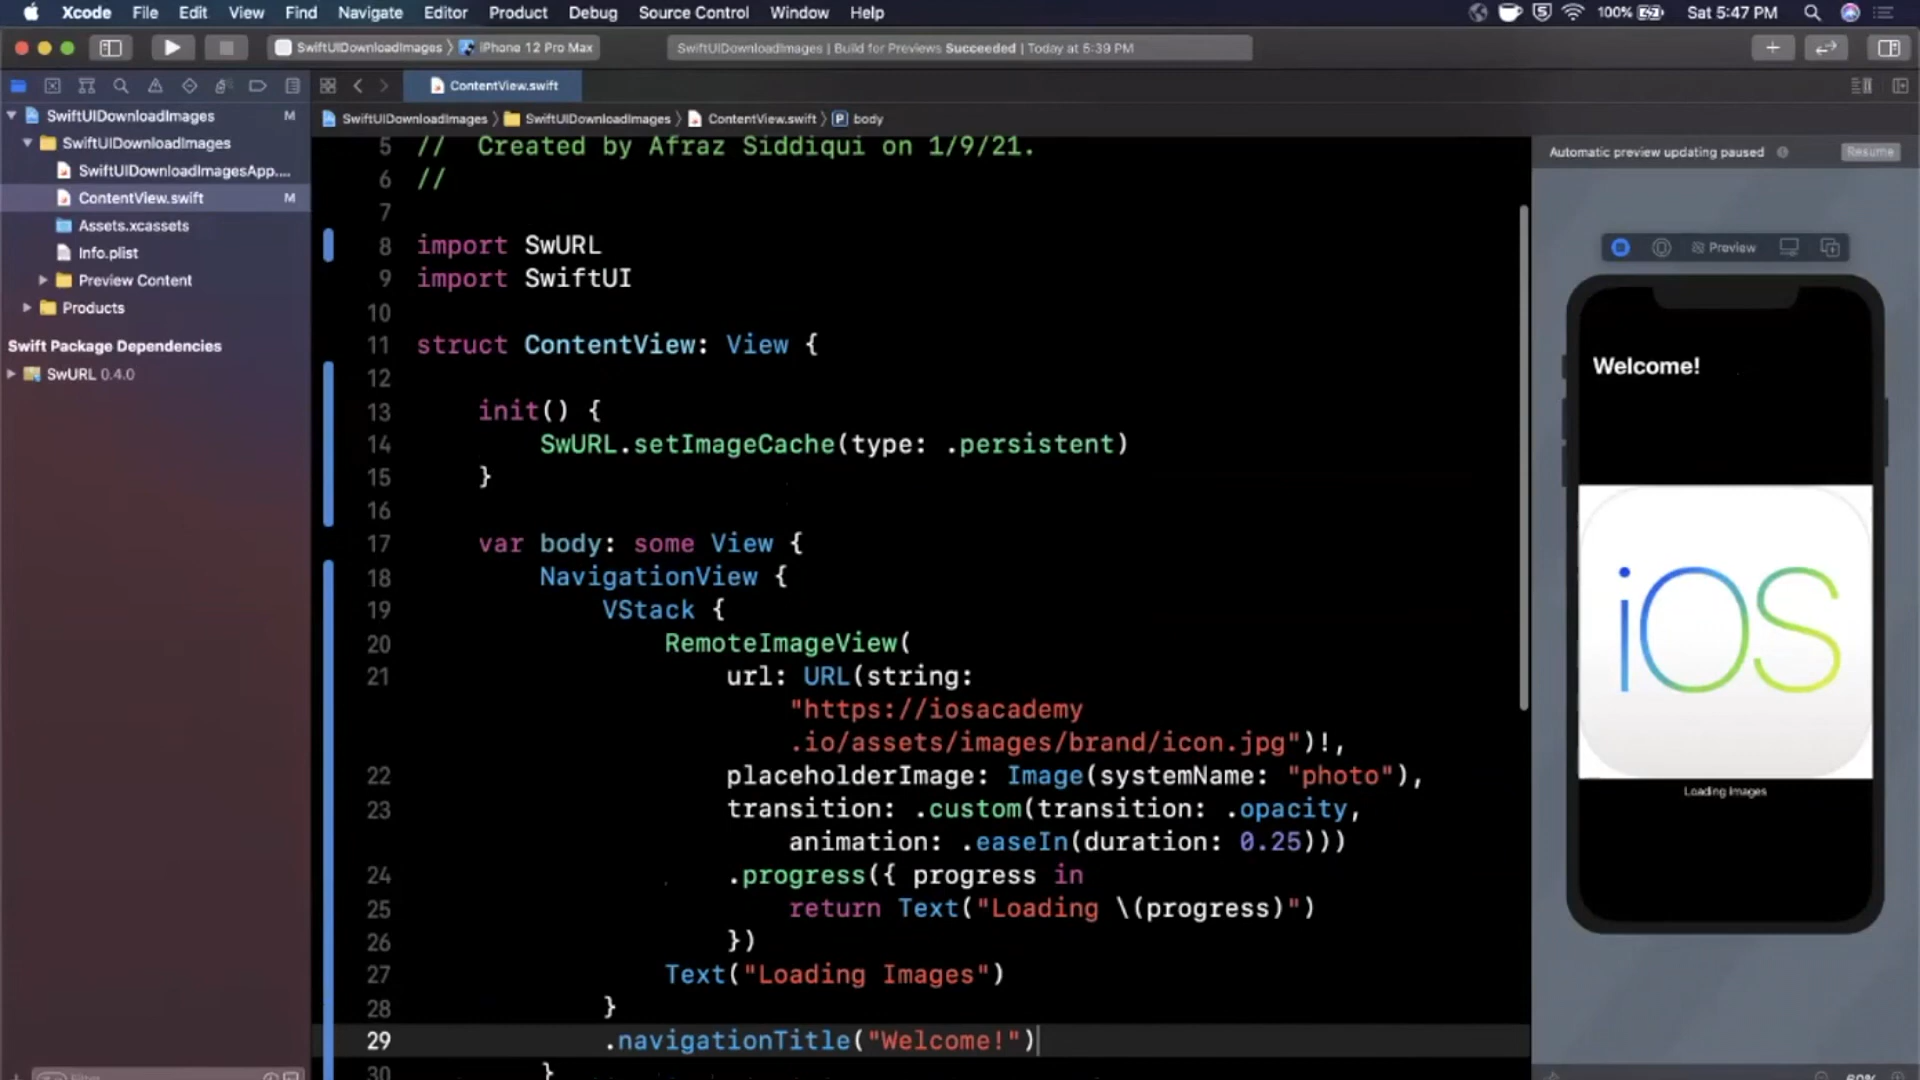 Xcode File Edit View Find Navigate Editor Product Debug Source Control Window Help 100% Sat 5:47 PM
SwiftUIDownloadImages iPhone 12 Pro Max SwiftUIDownloadImages | Build for Previews Succeeded | Today at 5:39 PM
ContentView.swift
SwiftUIDownloadImages M
SwiftUIDownloadImages
SwiftUIDownloadImagesApp....
ContentView.swift M
Assets.xcassets
Info.plist
Preview Content
Products
Swift Package Dependencies
SwURL 0.4.0
SwiftUIDownloadImages SwiftUIDownloadImages ContentView.swift P body
5 // Created by Afraz Siddiqui on 1/9/21.
6 //
7
8 import SwURL
9 import SwiftUI
10
11 struct ContentView: View {
12
13 init() {
14 SwURL.setImageCache(type: .persistent)
15 }
16
17 var body: some View {
18 NavigationView {
19 VStack {
20 RemoteImageView(
21 url: URL(string:
"https://iosacademy
.io/assets/images/brand/icon.jpg")!,
22 placeholderImage: Image(systemName: "photo"),
23 transition: .custom(transition: .opacity,
animation: .easeIn(duration: 0.25)))
24 .progress({ progress in
25 return Text("Loading \(progress)")
26 })
27 Text("Loading Images")
28 }
29 .navigationTitle("Welcome!")
30 }
Automatic preview updating paused Resume
Preview
Welcome!
iOS
Loading Images